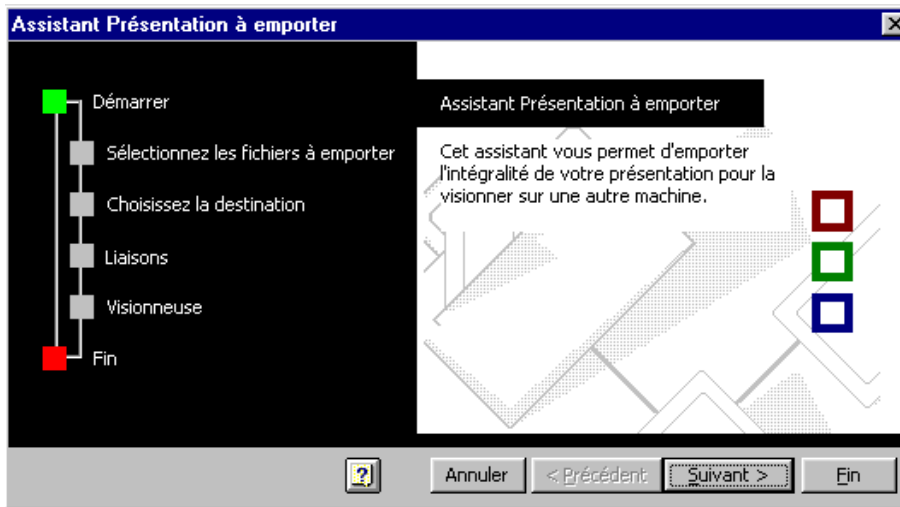 Assistant Présentation à emporter
Démarrer
Sélectionnez les fichiers à emporter
Choisissez la destination
Liaisons
Visionneuse
Fin
Assistant Présentation à emporter
Cet assistant vous permet d'emporter
l'intégralité de votre présentation pour la
visionner sur une autre machine.
?
Annuler
< Précédent
Suivant >
Fin